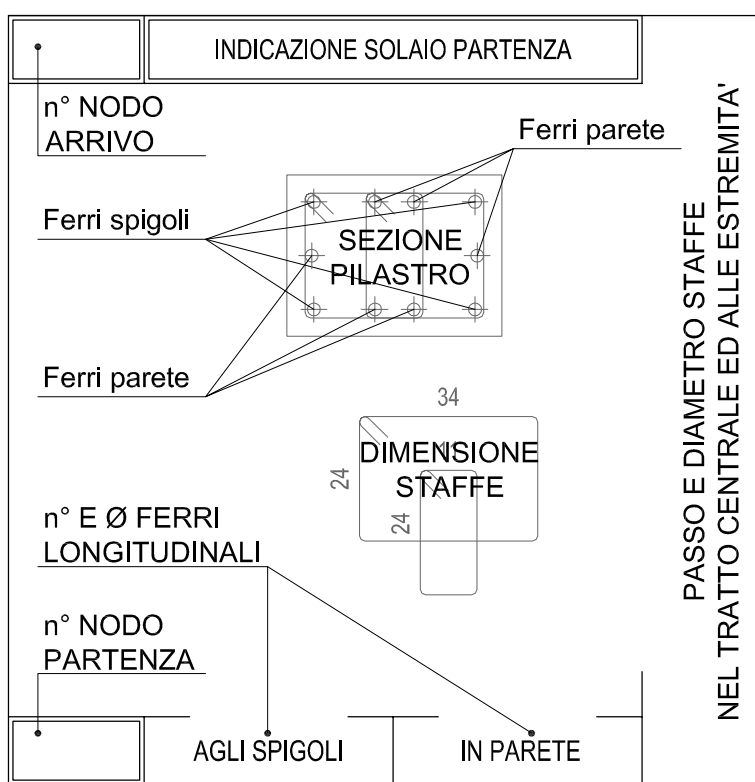 INDICAZIONE SOLAIO PARTENZA
n° NODO
ARRIVO
Ferri parete
Ferri spigoli
SEZIONE
PILASTRO
Ferri parete
34
DIMENSIONE
11
STAFFE
24
24
n° E Ø FERRI
LONGITUDINALI
n° NODO
PARTENZA
AGLI SPIGOLI
IN PARETE
PASSO E DIAMETRO STAFFE
NEL TRATTO CENTRALE ED ALLE ESTREMITA'